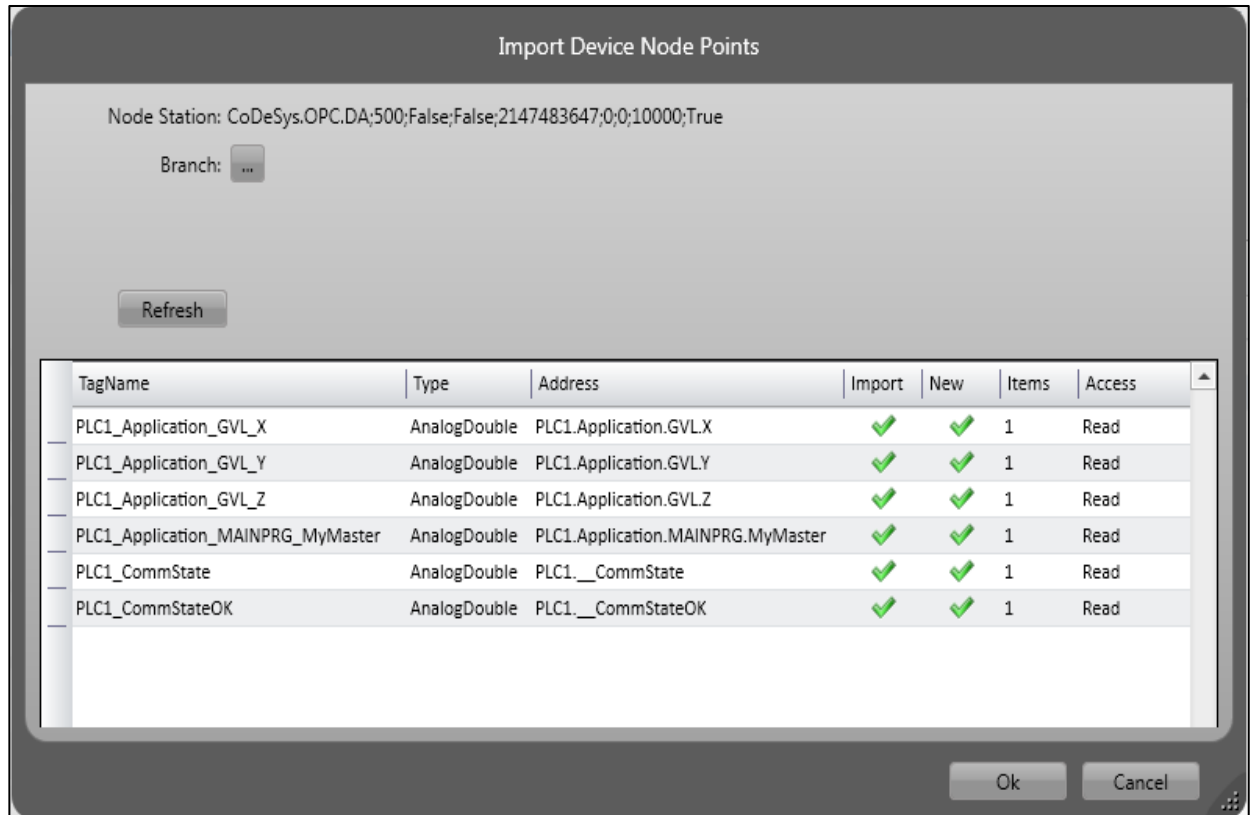 Import Device Node Points
Node Station: CoDeSys.OPC.DA;500;False;False;2147483647;0;0;10000;True
Branch: ...
Refresh
TagName Type Address Import New Items Access
PLC1_Application_GVL_X AnalogDouble PLC1.Application.GVL.X 1 Read
PLC1_Application_GVL_Y AnalogDouble PLC1.Application.GVL.Y 1 Read
PLC1_Application_GVL_Z AnalogDouble PLC1.Application.GVL.Z 1 Read
PLC1_Application_MAINPRG_MyMaster AnalogDouble PLC1.Application.MAINPRG.MyMaster 1 Read
PLC1_CommState AnalogDouble PLC1.__CommState 1 Read
PLC1_CommStateOK AnalogDouble PLC1.__CommStateOK 1 Read
Ok Cancel